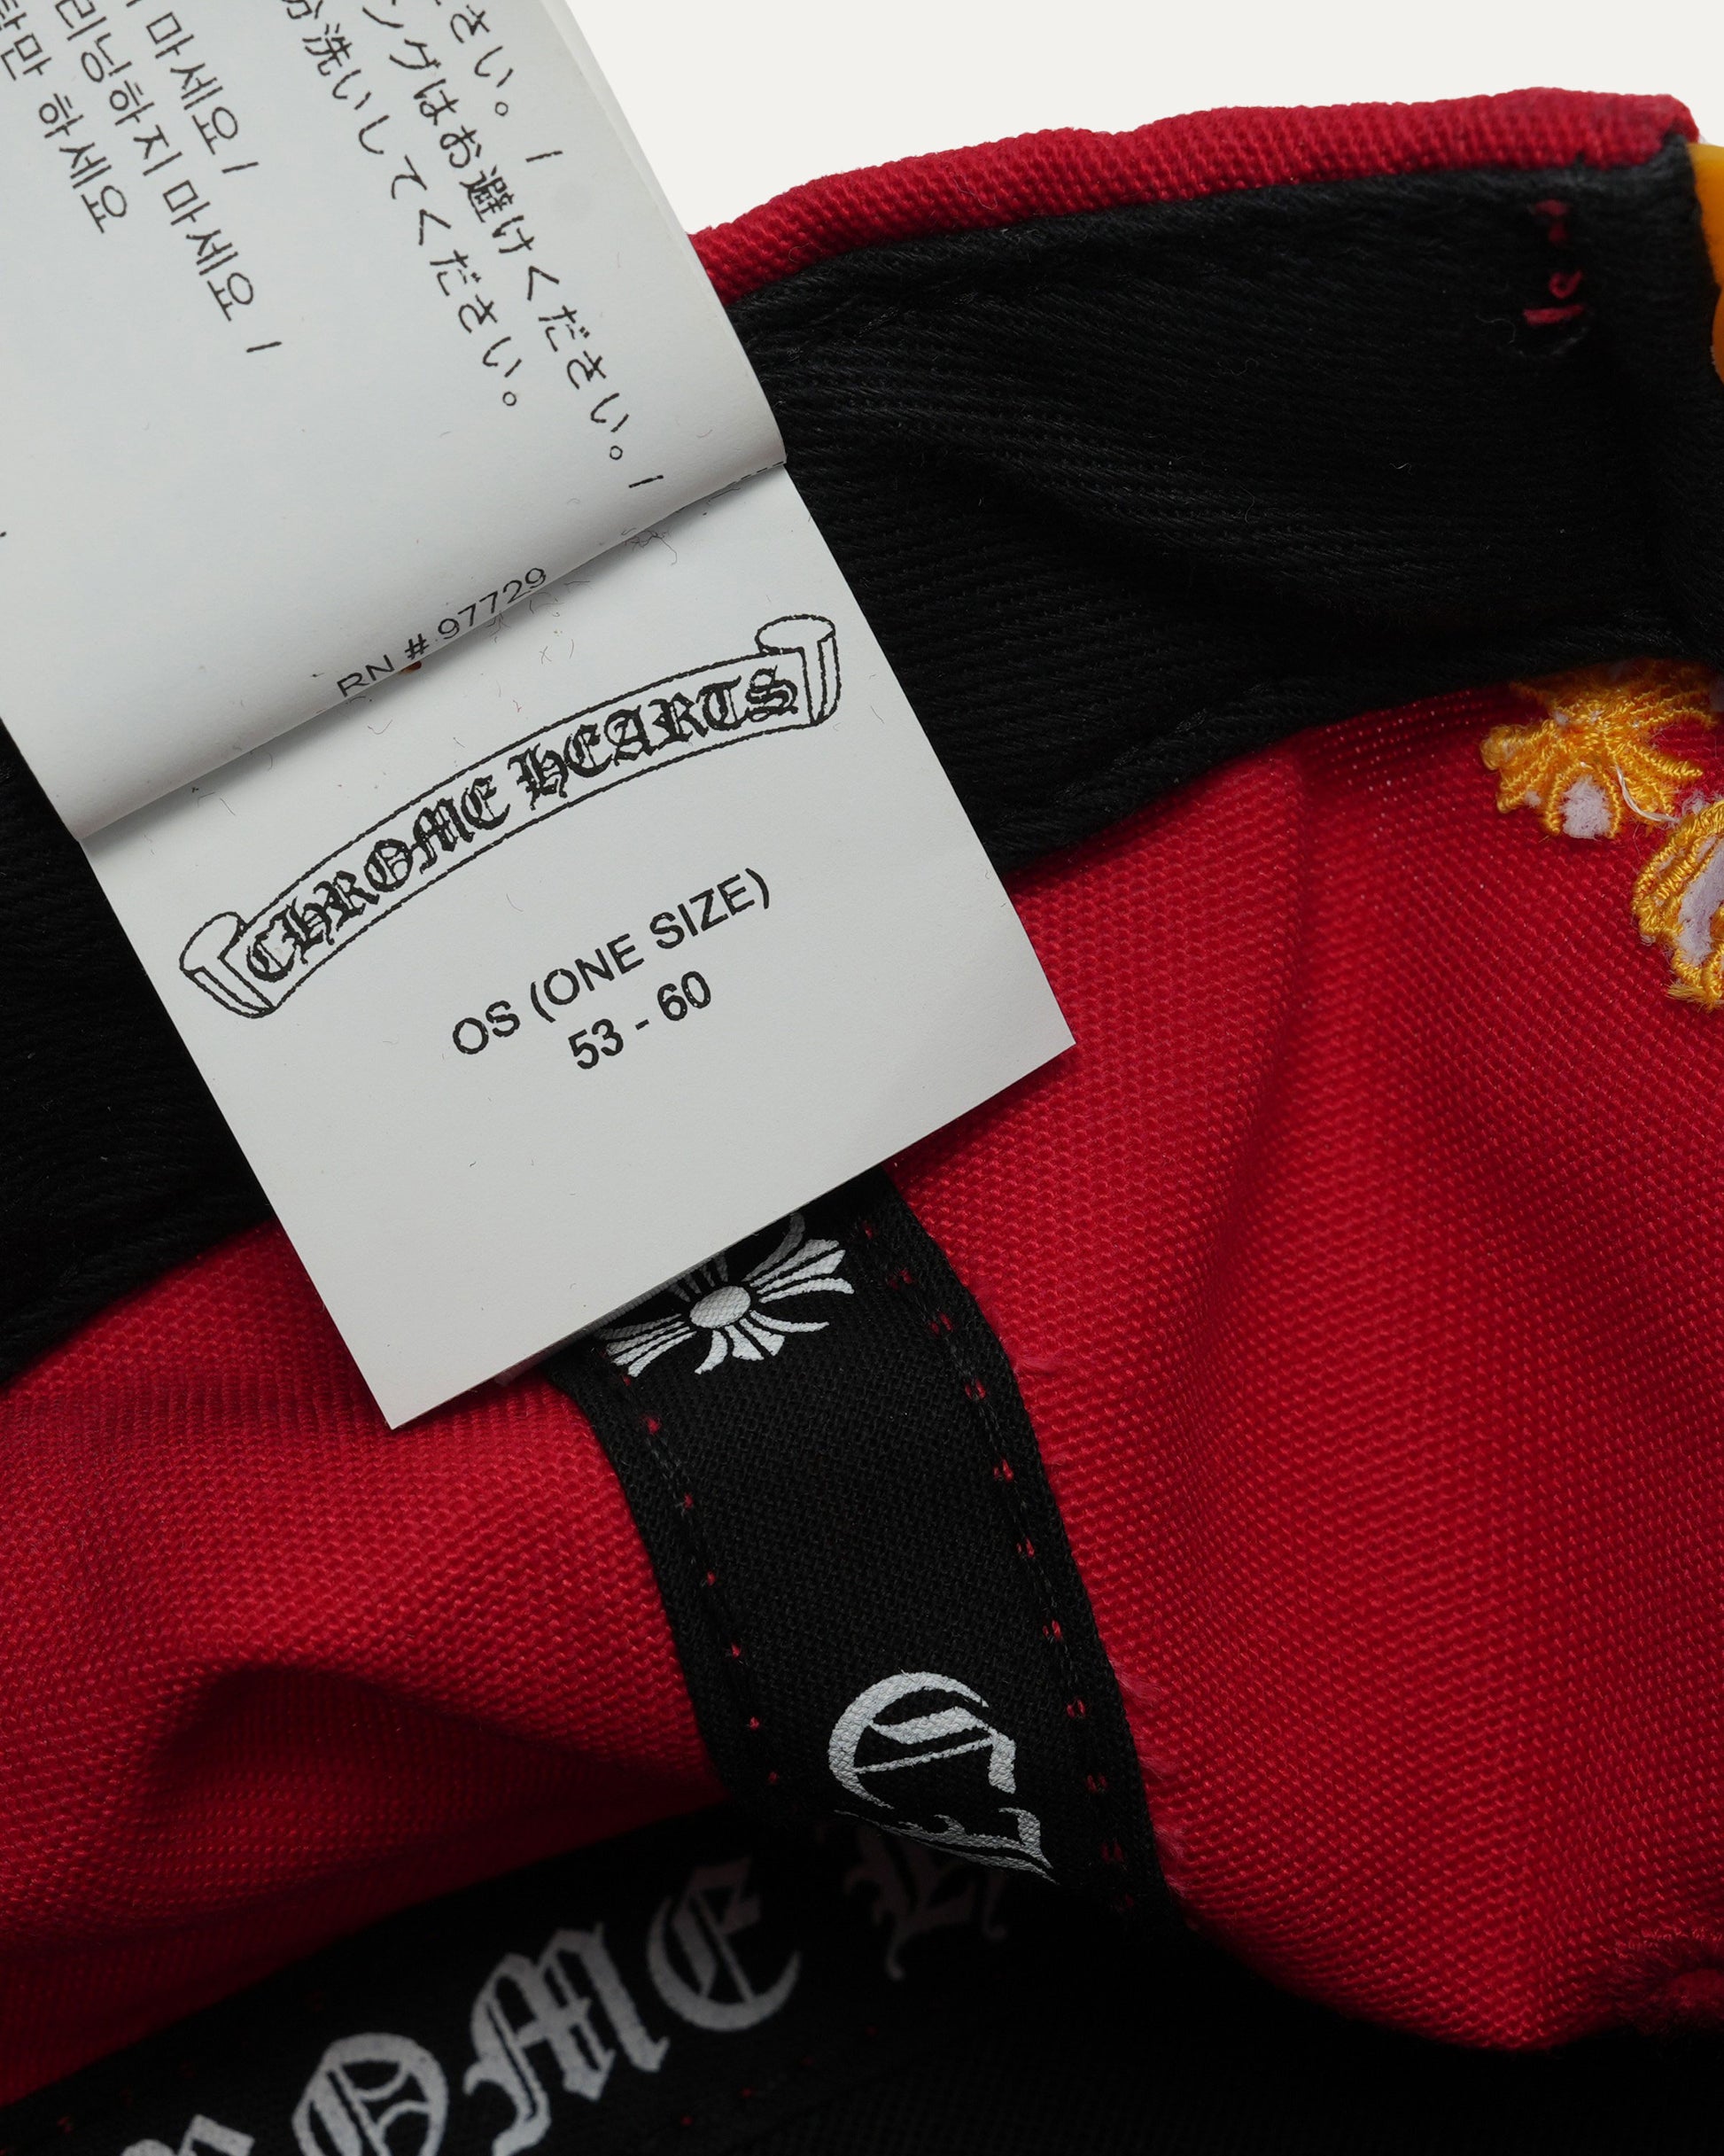 마세요 /
리닝하지 마세요 /
만 하세요
さい。 /
ングはお避けください。 /
分洗いしてください。
RN # 97729
CHROME HEARTS
OS (ONE SIZE)
53 - 60
C
OME H